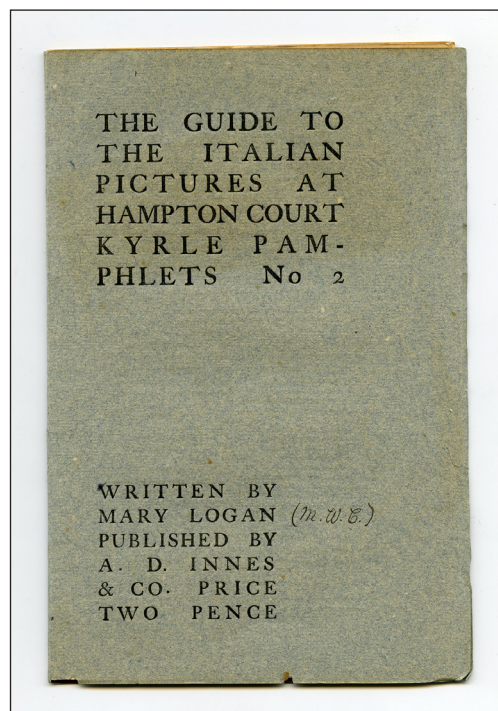 THE GUIDE TO
THE ITALIAN
PICTURES AT
HAMPTON COURT
KYRLE PAM-
PHLETS No 2
WRITTEN BY
MARY LOGAN (M.W.C.)
PUBLISHED BY
A. D. INNES
& CO. PRICE
TWO PENCE